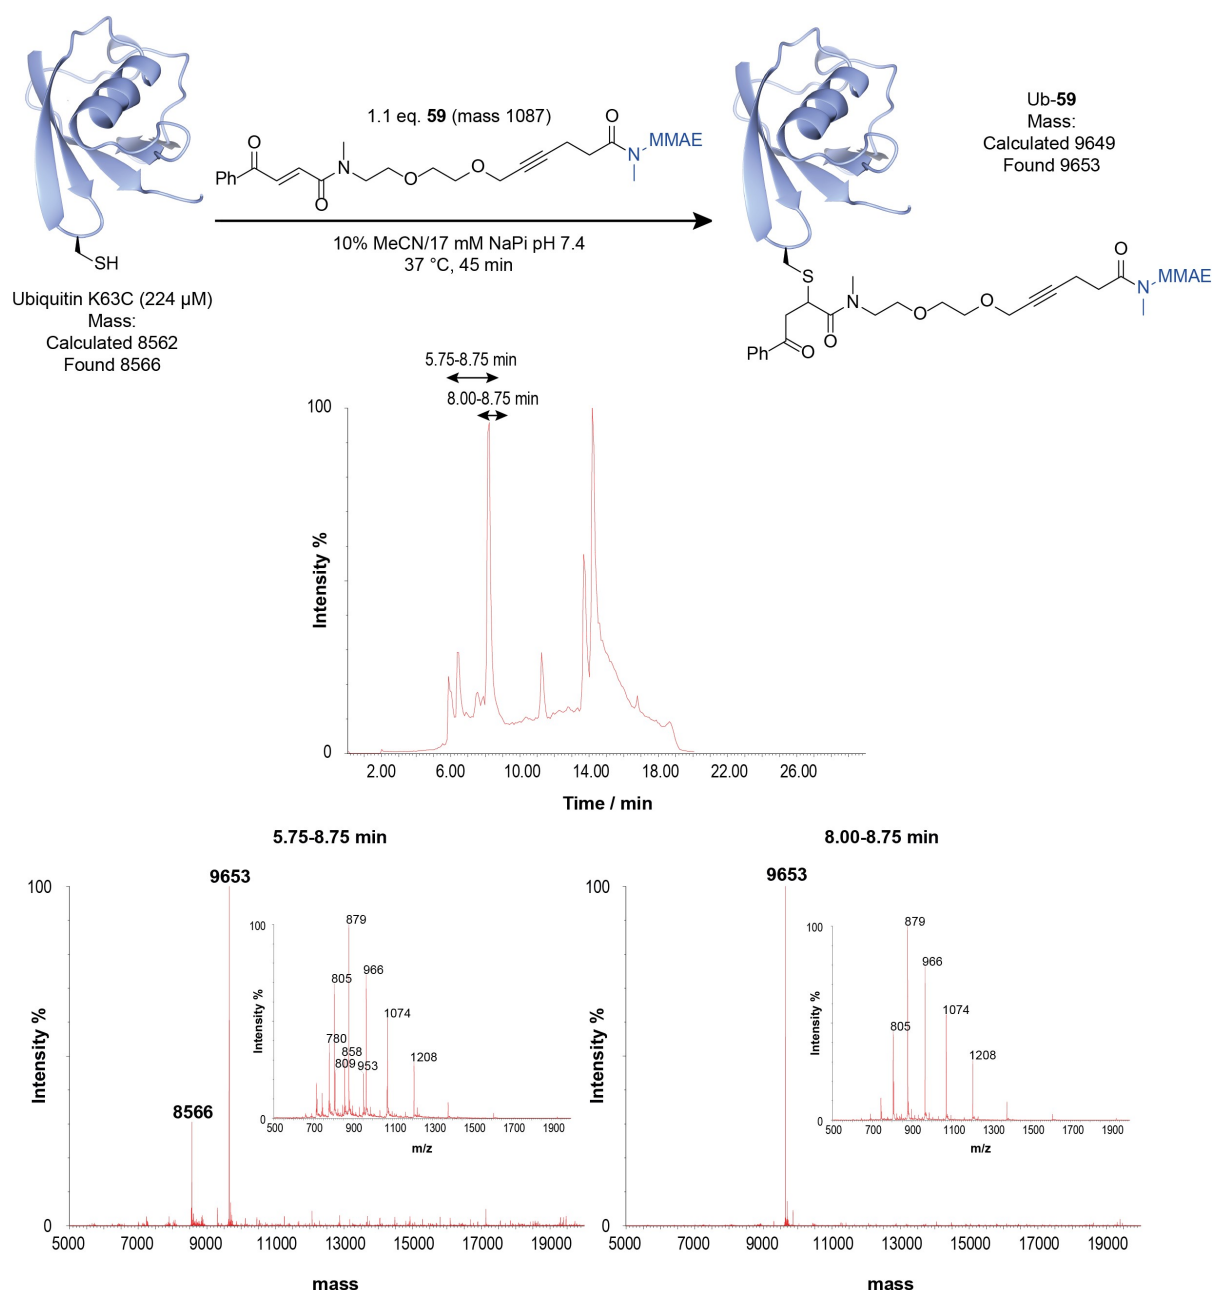 1.1 eq. 59 (mass 1087)
O
O
Ph
N
O
O
O
N
MMAE
10% MeCN/17 mM NaPi pH 7.4
37 °C, 45 min
SH
Ubiquitin K63C (224 µM)
Mass:
Calculated 8562
Found 8566
Ub-59
Mass:
Calculated 9649
Found 9653
S
N
O
O
O
O
N
MMAE
Ph
O
5.75-8.75 min
8.00-8.75 min
100
Intensity %
0
2.00 6.00 10.00 14.00 18.00 22.00 26.00
Time / min
5.75-8.75 min
9653
100
8566
Intensity %
0
5000 7000 9000 11000 13000 15000 17000 19000
mass
100
879
805
966
1074
780
858
809
953
1208
Intensity %
0
500 700 900 1100 1300 1500 1700 1900
m/z
8.00-8.75 min
9653
100
Intensity %
0
5000 7000 9000 11000 13000 15000 17000 19000
mass
100
879
966
805
1074
1208
Intensity %
0
500 700 900 1100 1300 1500 1700 1900
m/z